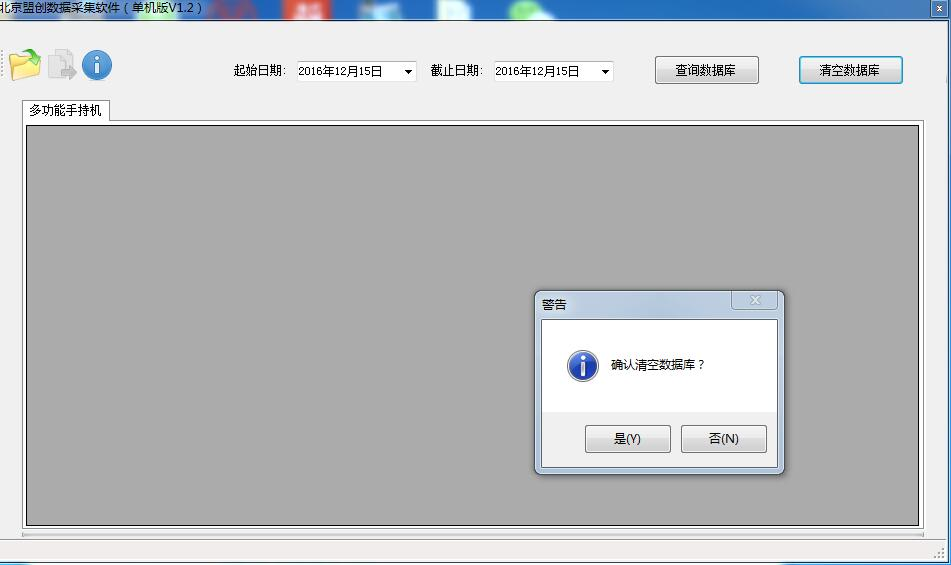 北京盟创数据采集软件(单机版V1.2)
起始日期: 2016年12月15日 截止日期: 2016年12月15日 查询数据库 清空数据库
多功能手持机
警告
确认清空数据库？
是(Y) 否(N)